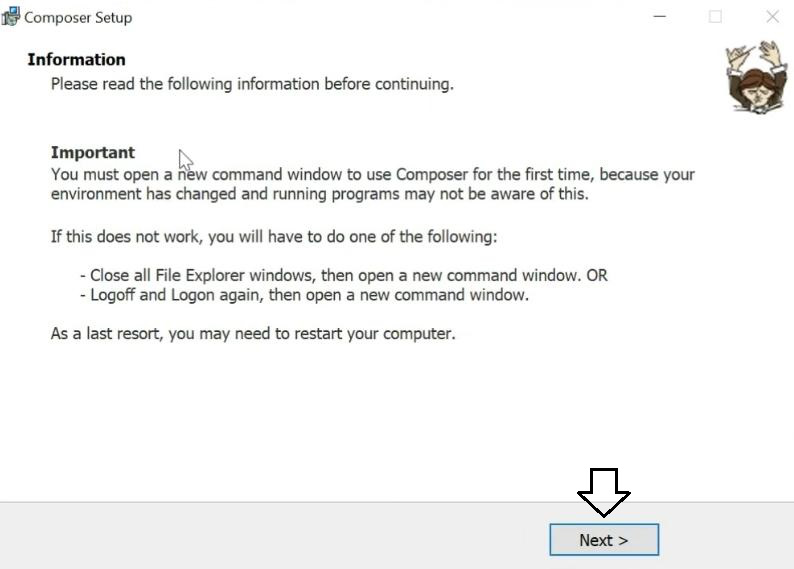 Composer Setup
Information
Please read the following information before continuing.
Important
You must open a new command window to use Composer for the first time, because your
environment has changed and running programs may not be aware of this.
If this does not work, you will have to do one of the following:
- Close all File Explorer windows, then open a new command window. OR
- Logoff and Logon again, then open a new command window.
As a last resort, you may need to restart your computer.
Next >